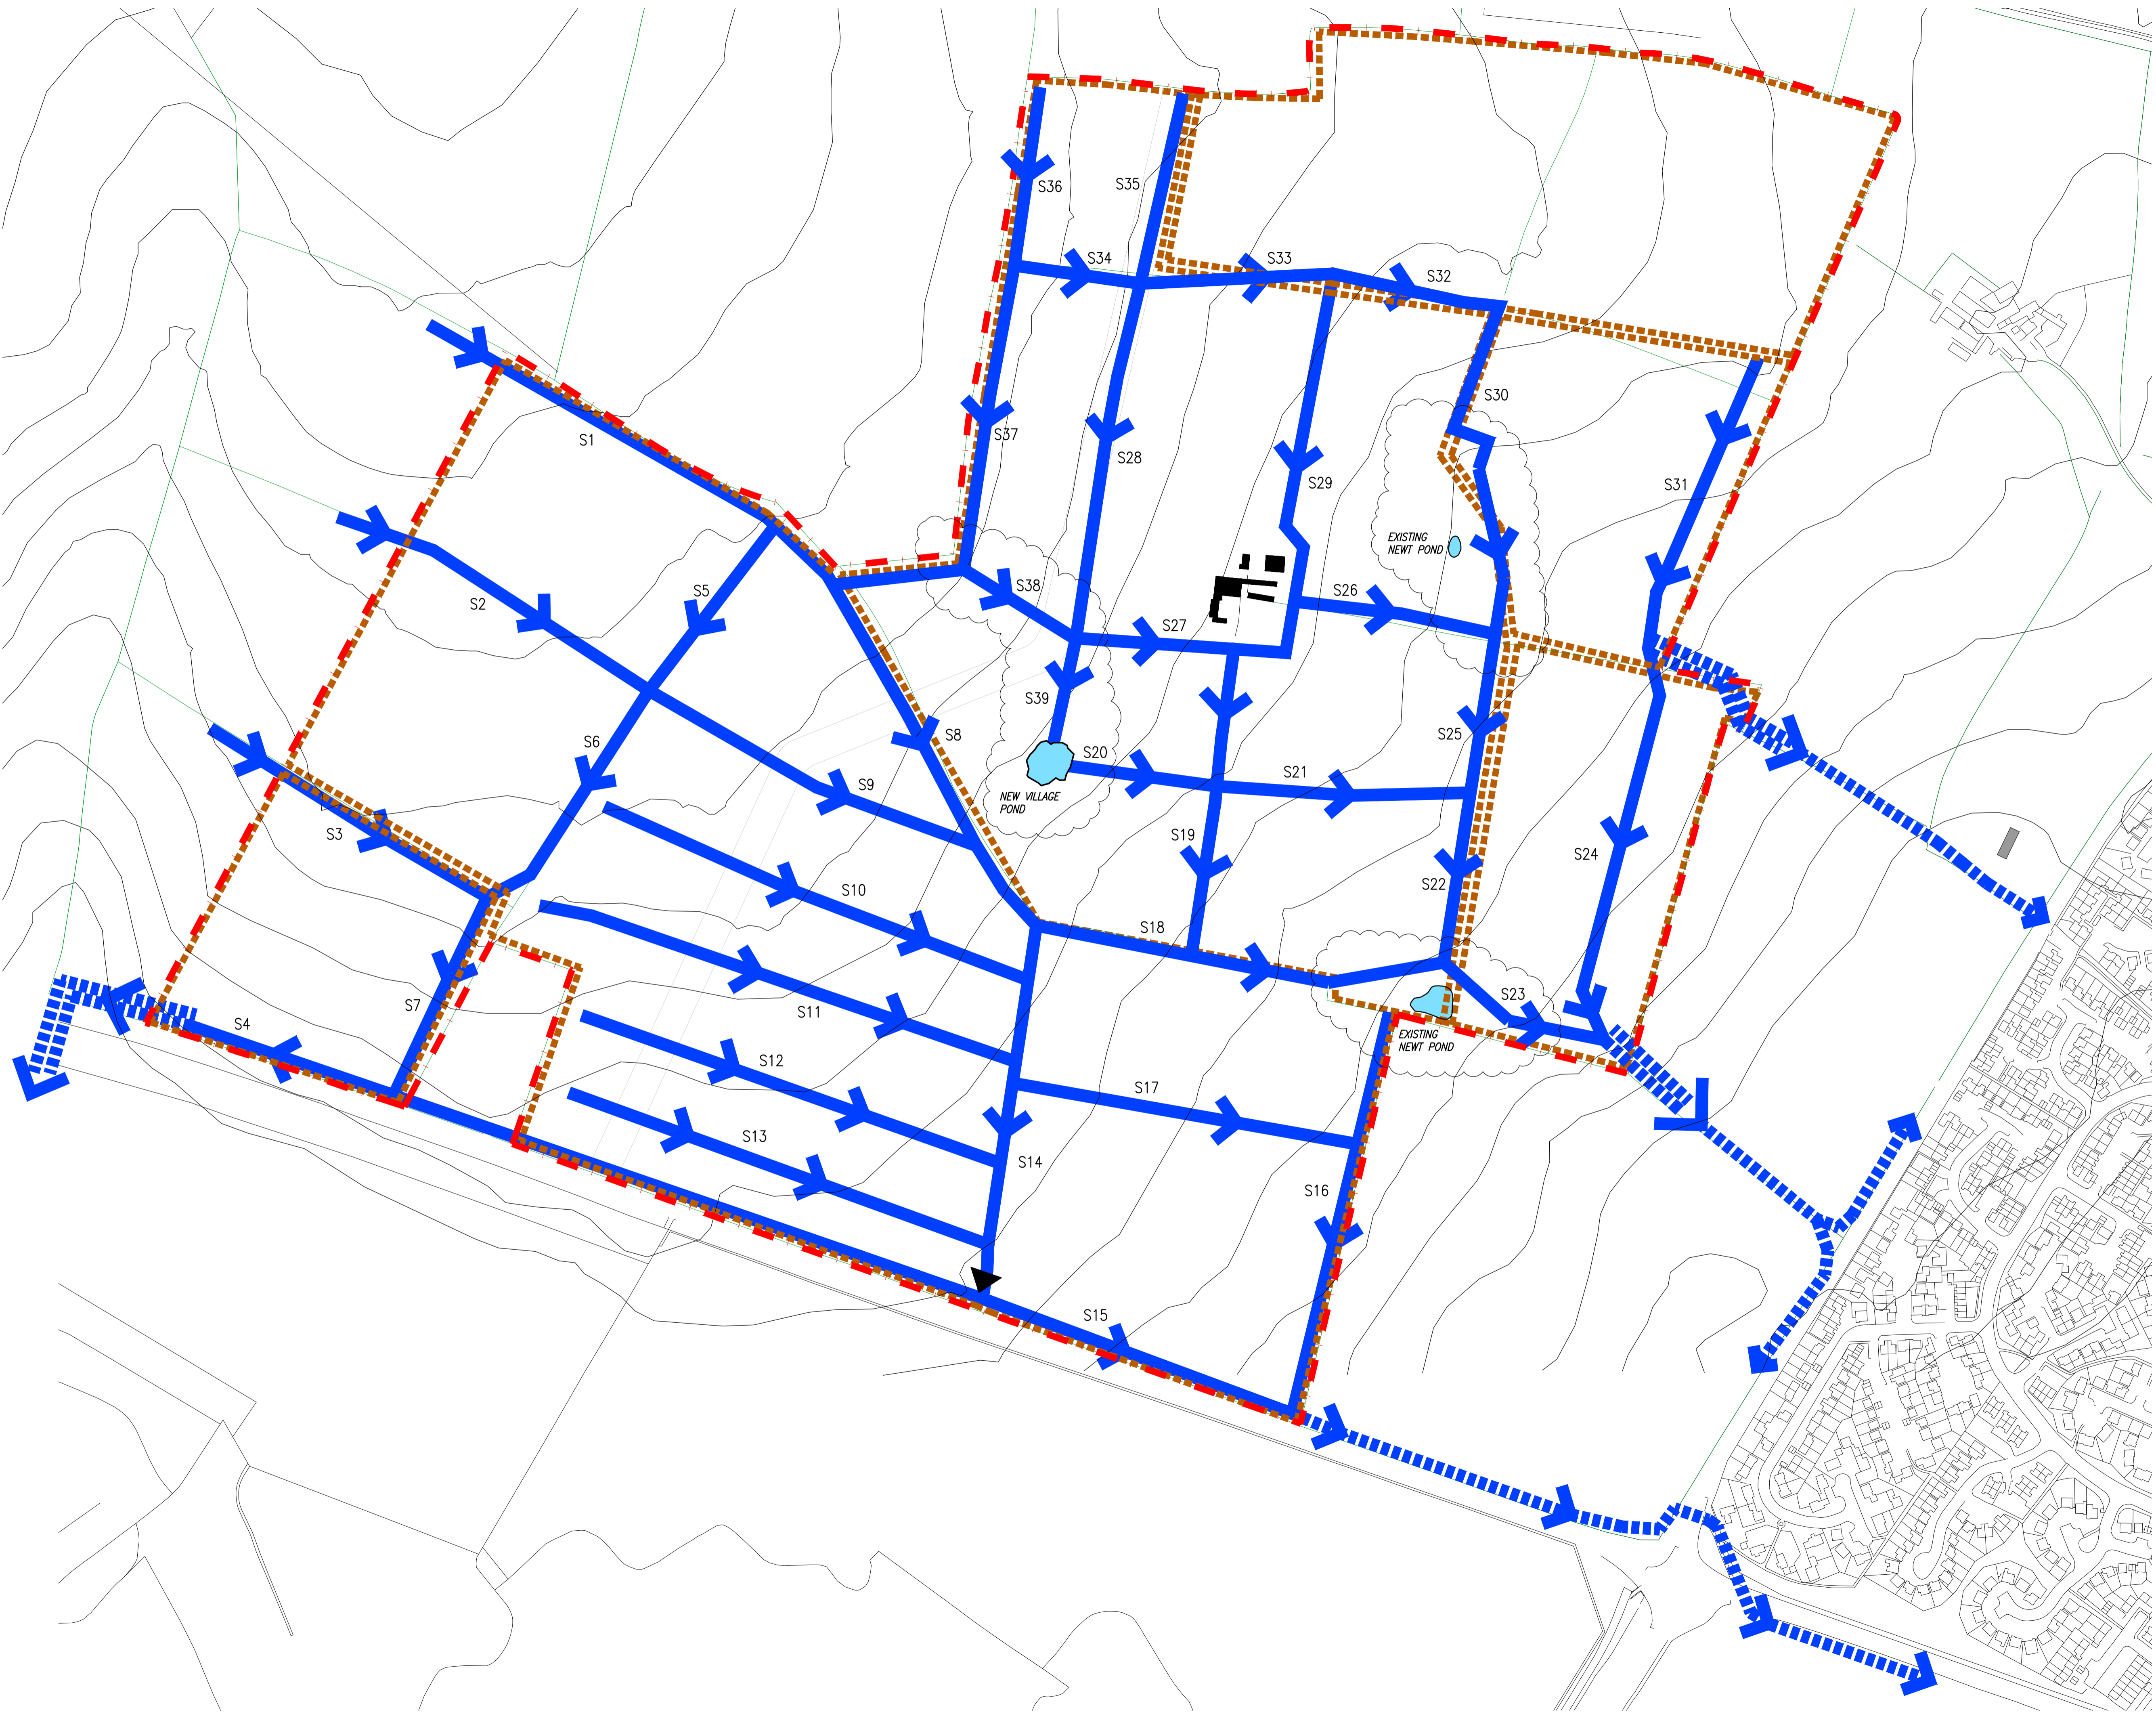 S36
S35
S34
S33
S32
S30
S1
S37
S28
S29
S31
EXISTING
NEWT POND
S2
S5
S38
S26
S27
S39
S6
S8
S25
S20
S21
NEW VILLAGE
POND
S9
S3
S19
S24
S10
S22
S18
S23
S7
S11
S4
EXISTING
NEWT POND
S12
S17
S13
S14
S16
S15